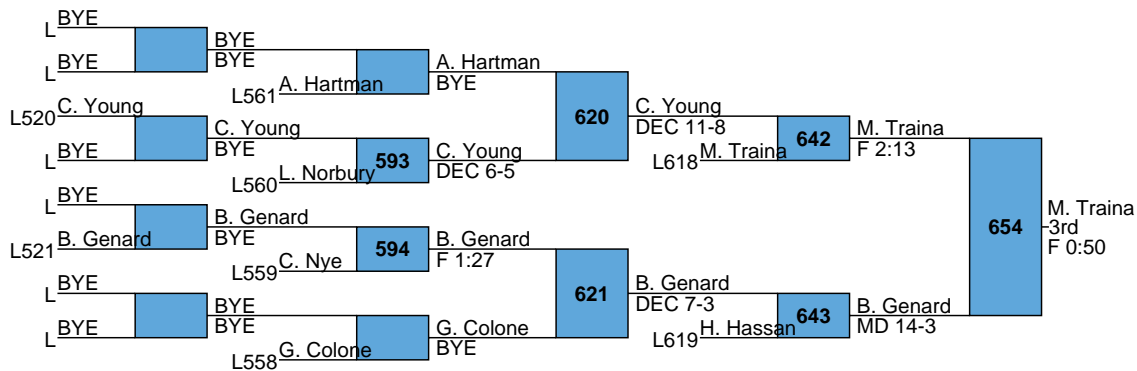 BYE
L
BYE
BYE
BYE
L
A. Hartman
A. Hartman
BYE
L561
C. Young
L520
620
C. Young
DEC 11-8
C. Young
BYE
642
M. Traina
F 2:13
BYE
L
593
C. Young
DEC 6-5
M. Traina
L618
L. Norbury
L560
BYE
L
B. Genard
BYE
654
M. Traina
3rd
F 0:50
B. Genard
L521
594
B. Genard
F 1:27
C. Nye
L559
BYE
L
621
B. Genard
DEC 7-3
BYE
BYE
643
B. Genard
MD 14-3
BYE
L
G. Colone
BYE
H. Hassan
L619
G. Colone
L558